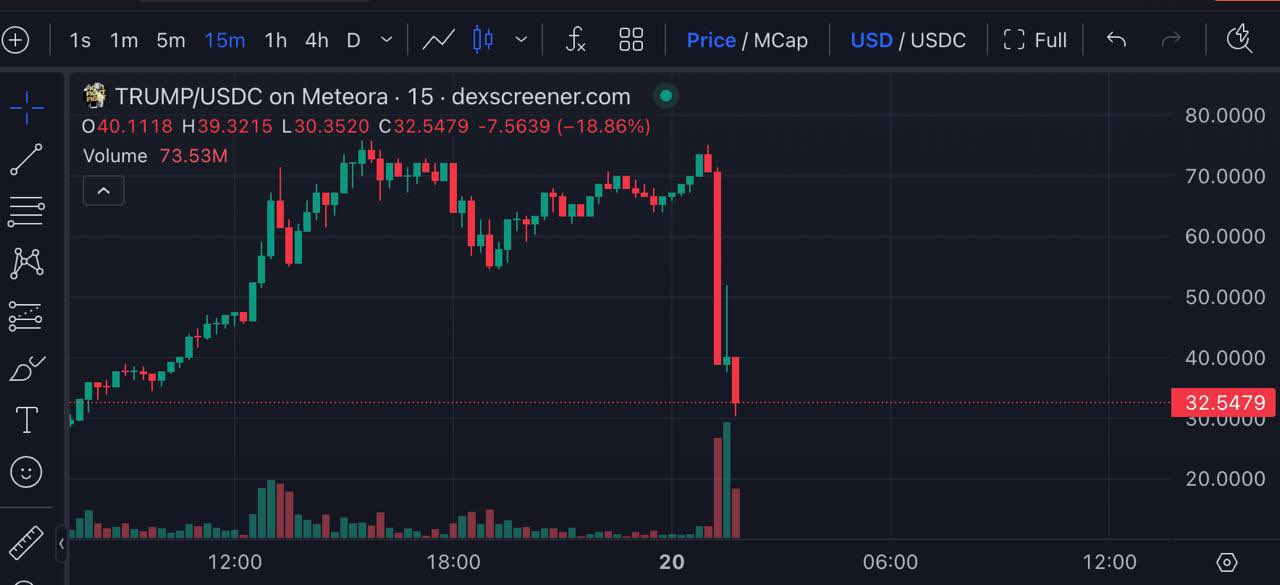 1s 1m 5m 15m 1h 4h D fx Price / MCap USD / USDC Full
TRUMP/USDC on Meteora · 15 · dexscreener.com
O40.1118 H39.3215 L30.3520 C32.5479 -7.5639 (−18.86%)
Volume 73.53M
80.0000
70.0000
60.0000
50.0000
40.0000
32.5479
30.0000
20.0000
12:00 18:00 20 06:00 12:00